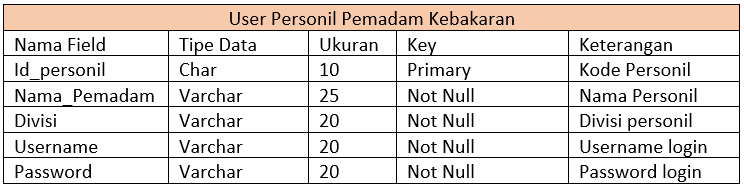 User Personil Pemadam Kebakaran
Nama Field Tipe Data Ukuran Key Keterangan
Id_personil Char 10 Primary Kode Personil
Nama_Pemadam Varchar 25 Not Null Nama Personil
Divisi Varchar 20 Not Null Divisi personil
Username Varchar 20 Not Null Username login
Password Varchar 20 Not Null Password login